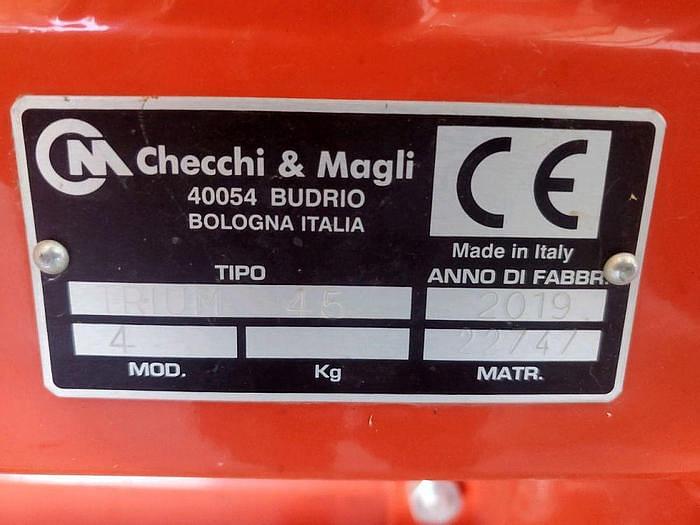 CM Checchi & Magli
40054 BUDRIO
BOLOGNA ITALIA
CE
Made in Italy
TIPO
ANNO DI FABBR.
TRIUM 45
2019
4
MOD.
Kg
MATR.